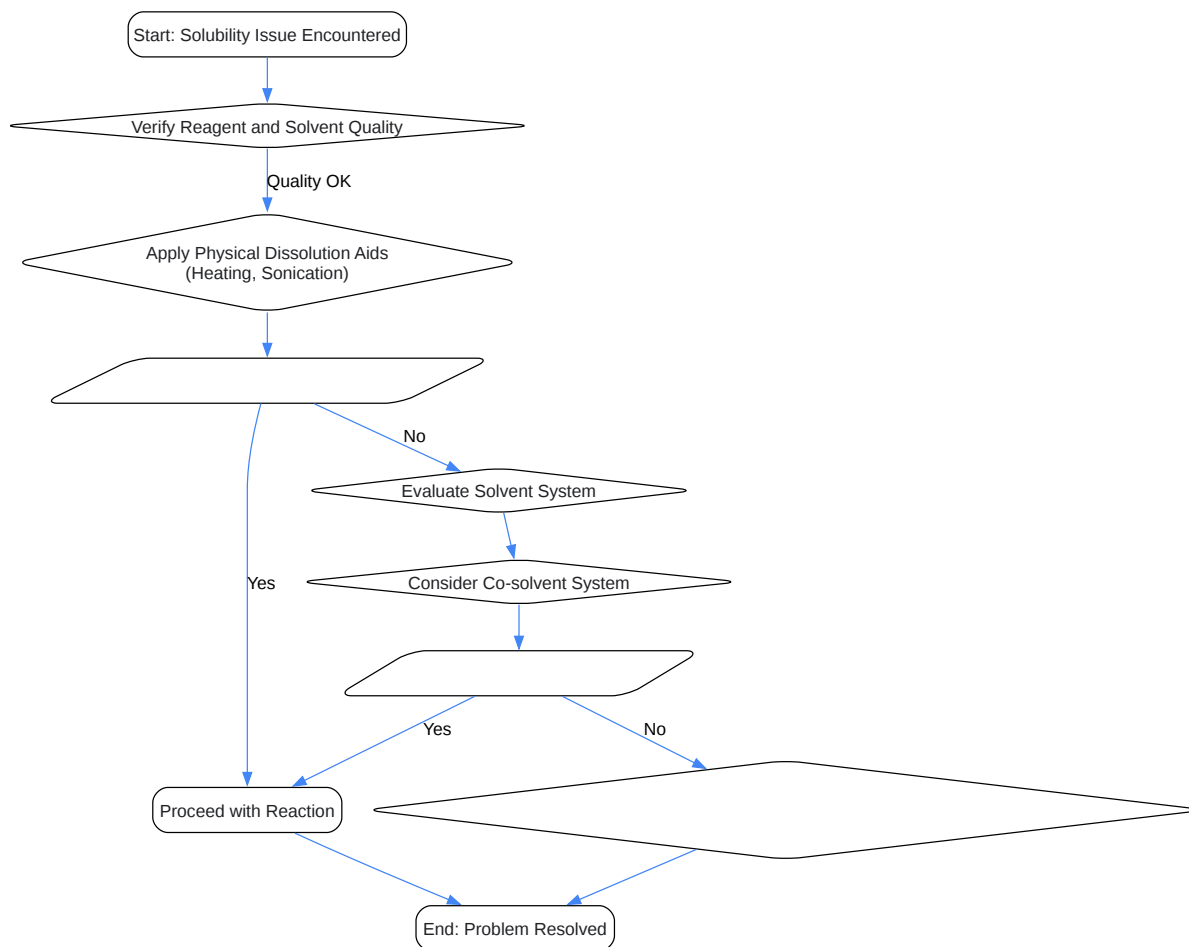 Start: Solubility Issue Encountered
Verify Reagent and Solvent Quality
Quality OK
Apply Physical Dissolution Aids
(Heating, Sonication)
No
Evaluate Solvent System
Yes
Consider Co-solvent System
Yes
No
Proceed with Reaction
End: Problem Resolved